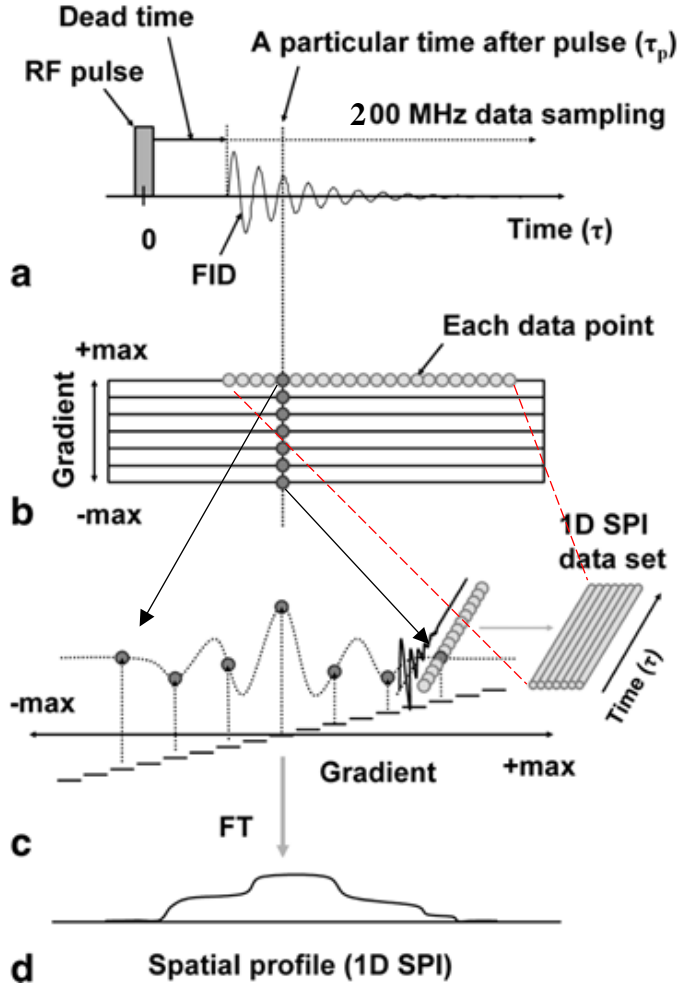 Dead time
A particular time after pulse (τp)
RF pulse
200 MHz data sampling
0
Time (τ)
FID
a
Each data point
+max
Gradient
-max
b
1D SPI
data set
Time (τ)
-max
Gradient
+max
FT
c
d
Spatial profile (1D SPI)